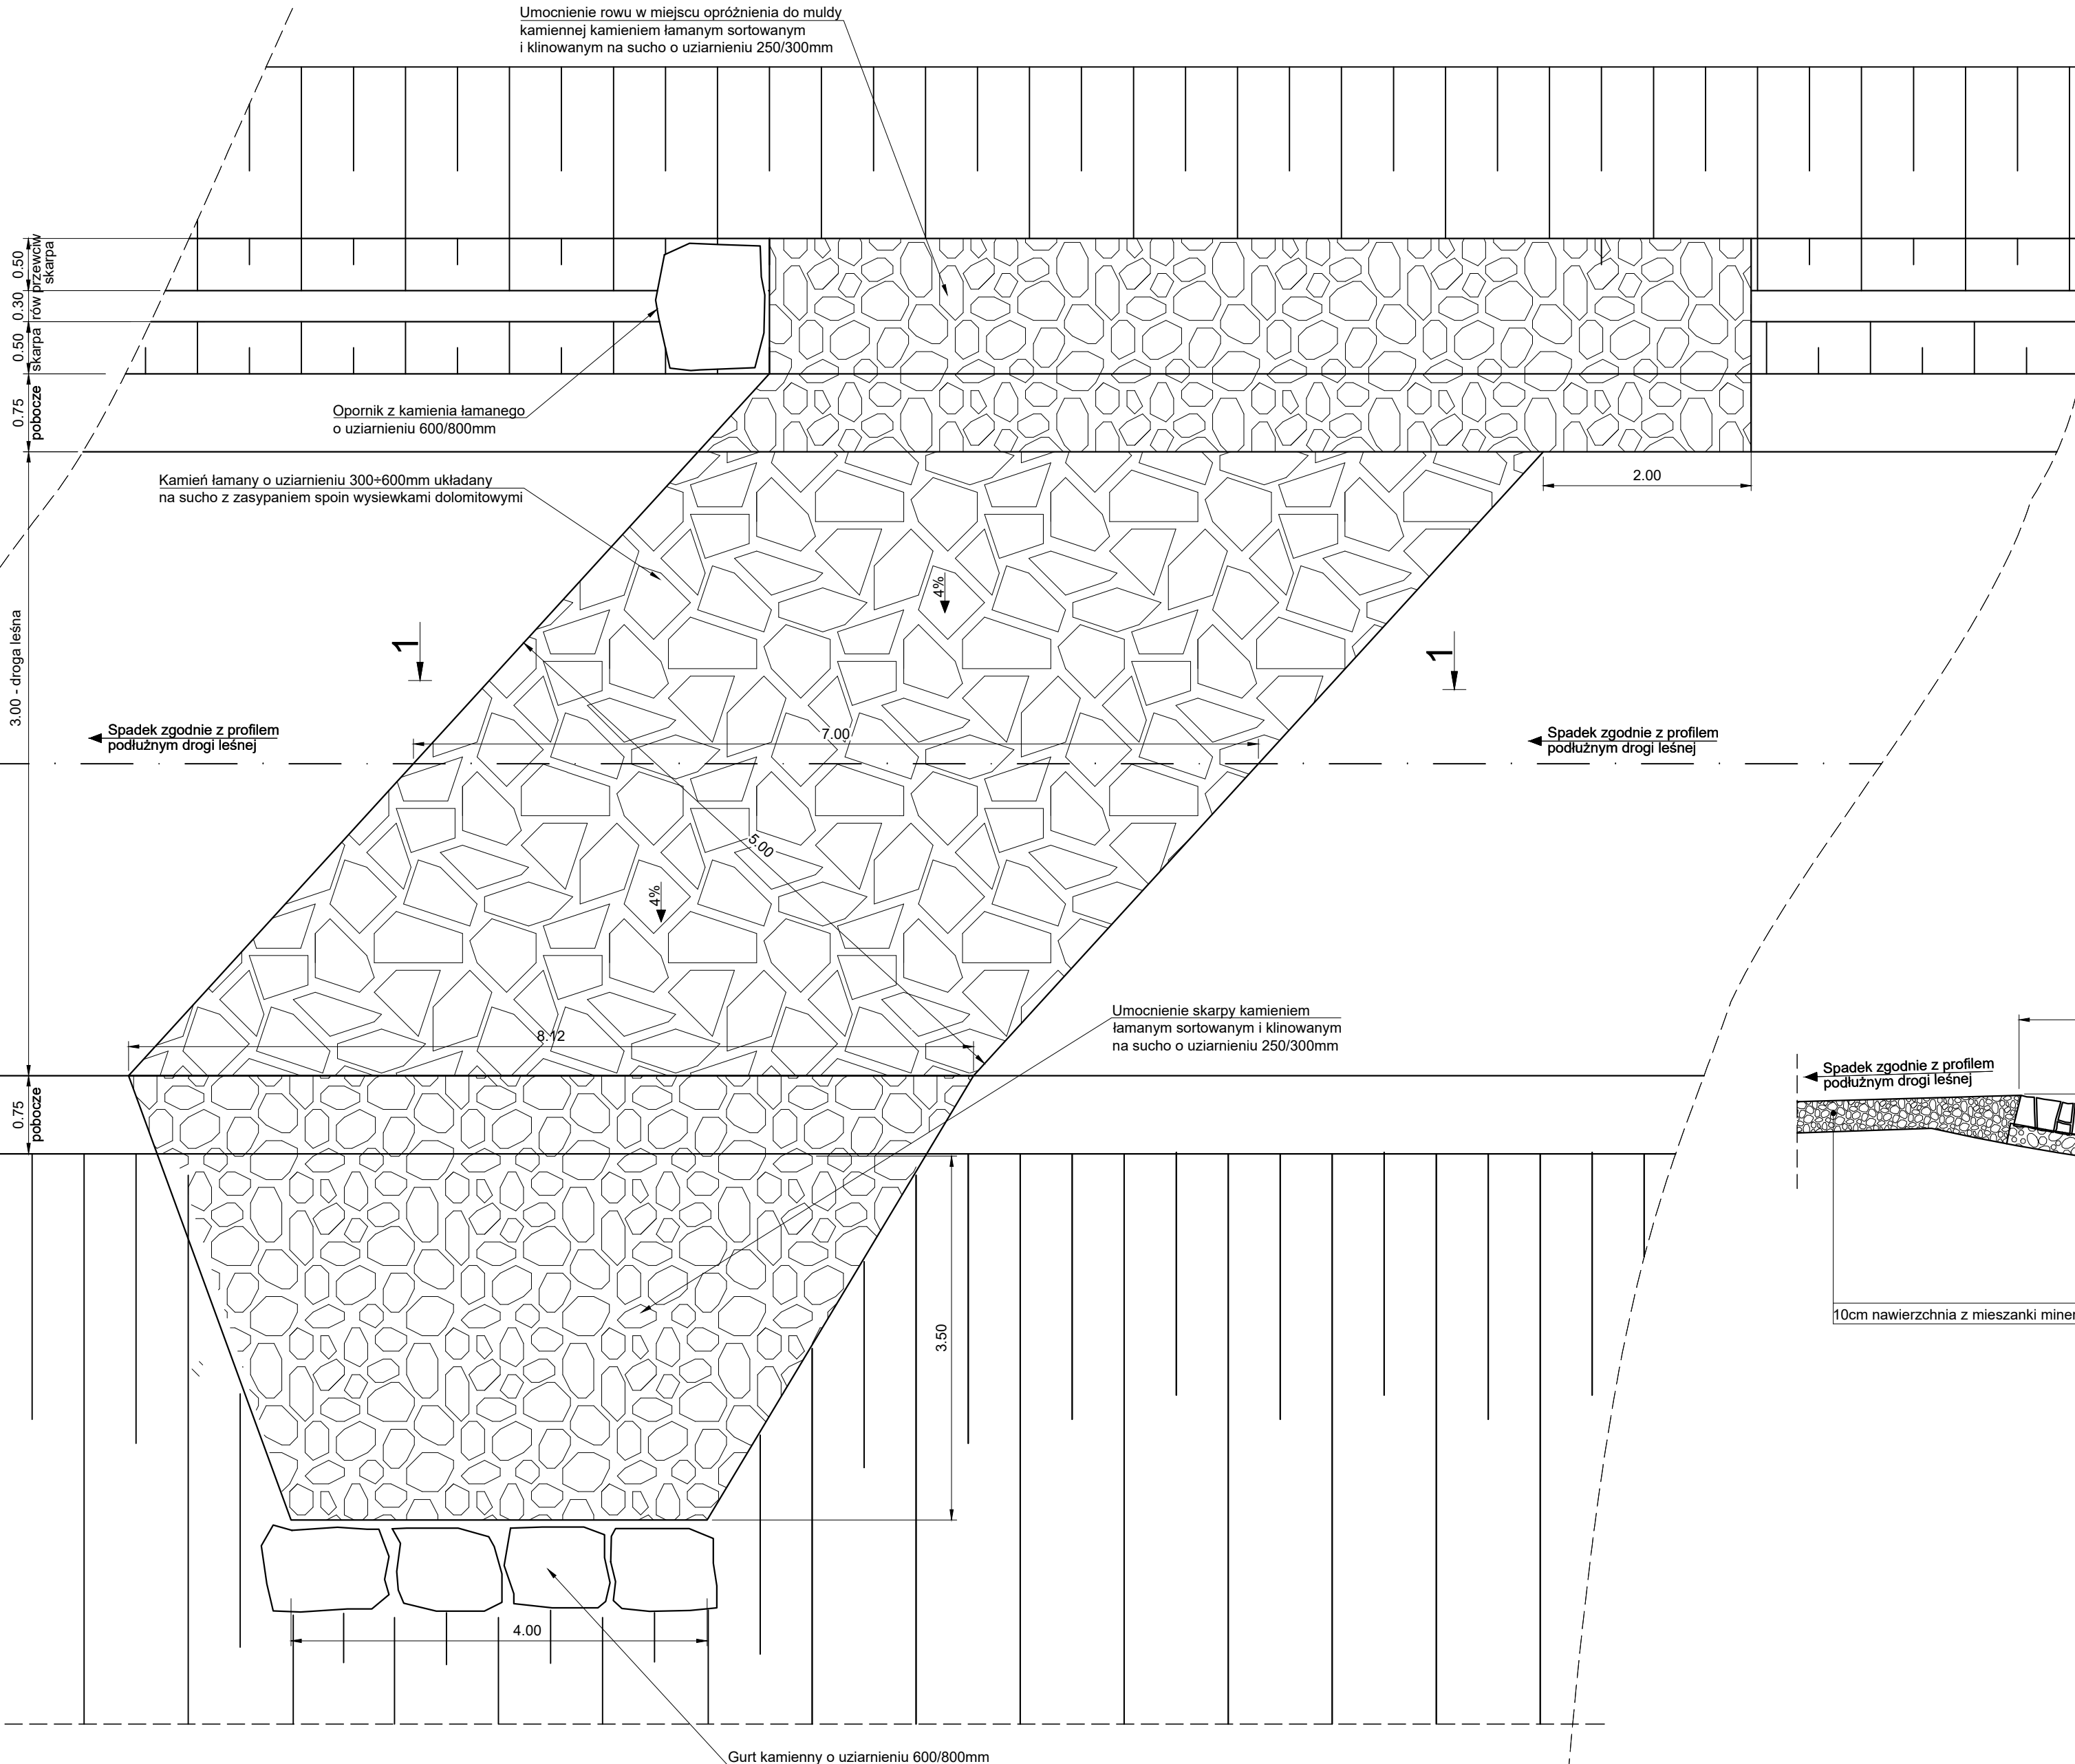 Umocnienie rowu w miejscu opróżnienia do muldy
kamiennej kamieniem łamanym sortowanym
i klinowanym na sucho o uziarnieniu 250/300mm
0.50
przeciw
skarpa
0.30
rów
0.50
skarpa
0.75
pobocze
Opornik z kamienia łamanego
o uziarnieniu 600/800mm
Kamień łamany o uziarnieniu 300÷600mm układany
na sucho z zasypaniem spoin wysiewkami dolomitowymi
2.00
4%
3.00 - droga leśna
1
1
Spadek zgodnie z profilem
podłużnym drogi leśnej
7.00
Spadek zgodnie z profilem
podłużnym drogi leśnej
5.00
4%
8.12
Umocnienie skarpy kamieniem
łamanym sortowanym i klinowanym
na sucho o uziarnieniu 250/300mm
Spadek zgodnie z profilem
podłużnym drogi leśnej
0.75
pobocze
3.50
10cm nawierzchnia z mieszanki miner
4.00
Gurt kamienny o uziarnieniu 600/800mm